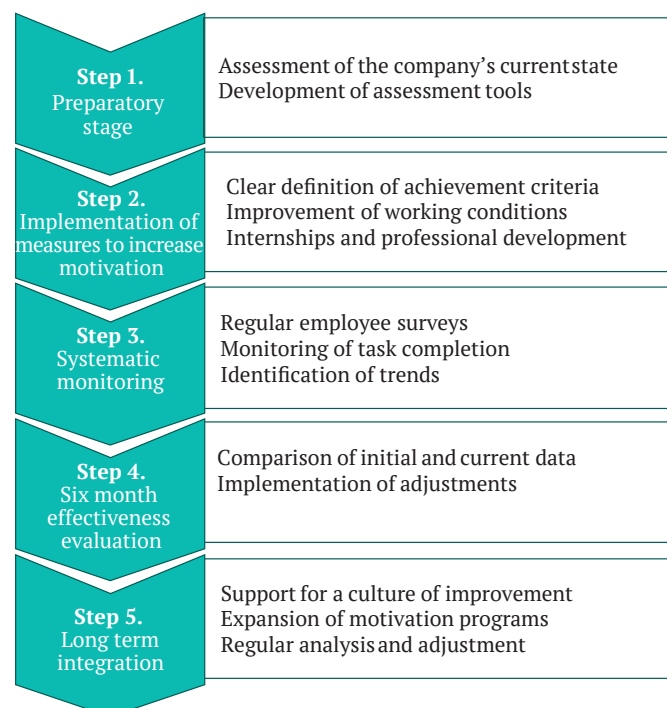 Step 1.
Preparatory
stage
Assessment of the company's current state
Development of assessment tools
Step 2.
Implementation of
measures to increase
motivation
Clear definition of achievement criteria
Improvement of working conditions
Internships and professional development
Step 3.
Systematic
monitoring
Regular employee surveys
Monitoring of task completion
Identification of trends
Step 4.
Six month
effectiveness
evaluation
Comparison of initial and current data
Implementation of adjustments
Step 5.
Long term
integration
Support for a culture of improvement
Expansion of motivation programs
Regular analysis and adjustment